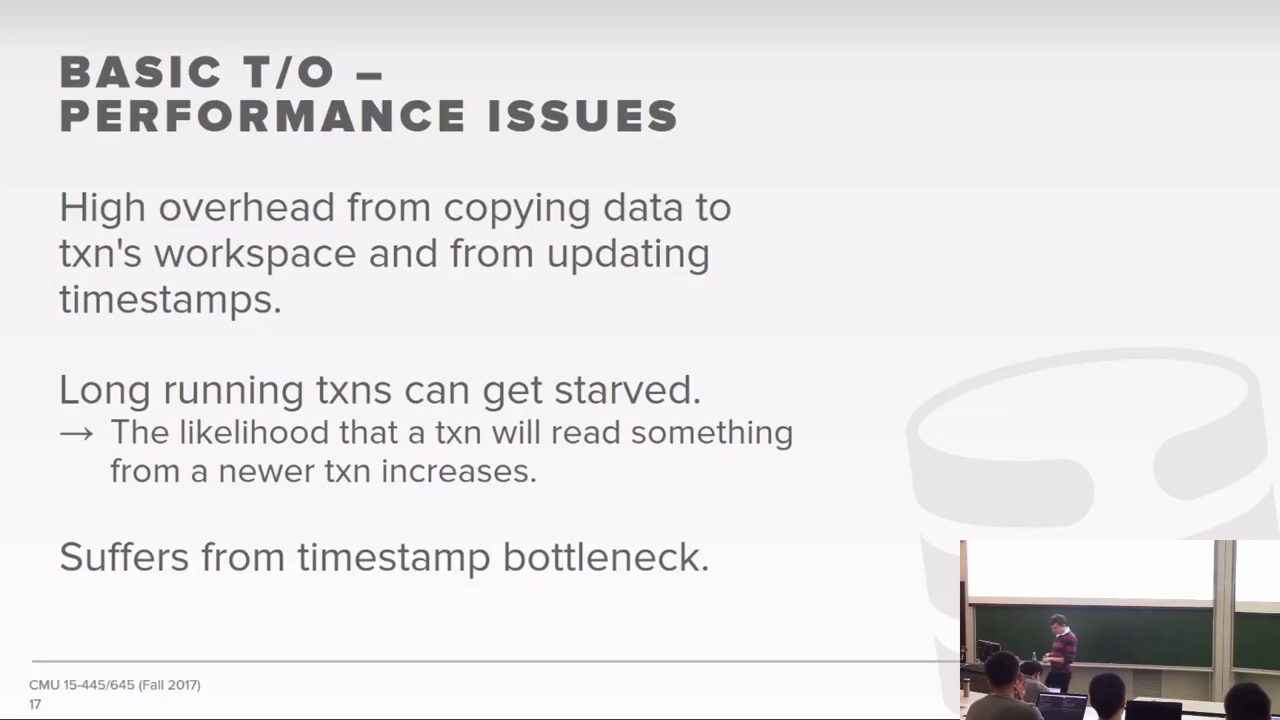 BASIC T/O –
PERFORMANCE ISSUES
High overhead from copying data to
txn's workspace and from updating
timestamps.
Long running txns can get starved.
→ The likelihood that a txn will read something
from a newer txn increases.
Suffers from timestamp bottleneck.
CMU 15-445/645 (Fall 2017)
17